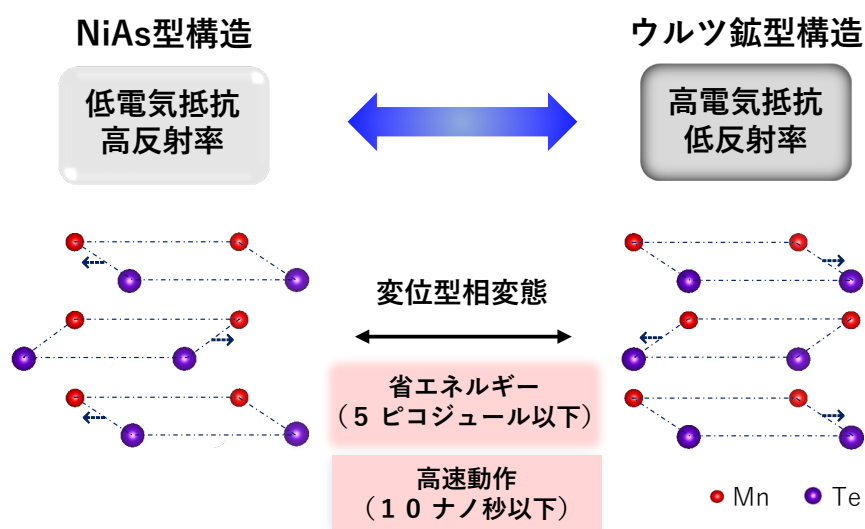 NiAs型構造
ウルツ鉱型構造
低電気抵抗
高反射率
高電気抵抗
低反射率
変位型相変態
省エネルギー
（５ ピコジュール以下）
高速動作
（１０ ナノ秒以下）
Mn
Te